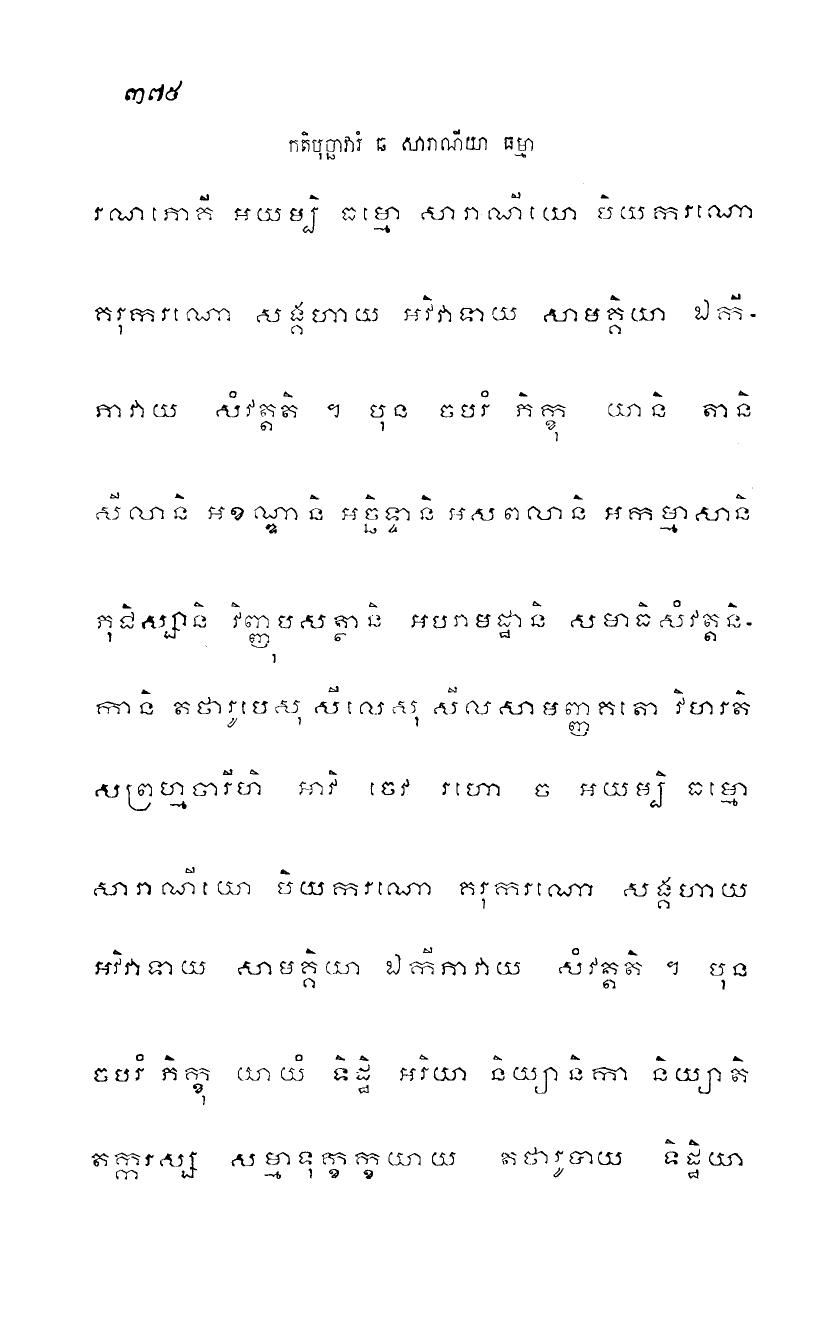 ៣៧៥
កតិបុច្ឆាវារំ ឆ សារាណីយា ធម្មា
រណភោគី អយម្បិ ធម្មោ សារាណីយោ បិយករណោ
គរុករណោ សង្គហាយ អវិវាទាយ សាមគ្គិយា ឯកី-
ភាវាយ សំវត្តតិ ។ បុន ចបរំ ភិក្ខុ យានិ តានិ
សីលានិ អខណ្ឌានិ អច្ឆិទ្ទានិ អសពលានិ អកម្មាសានិ
ភុជិស្សានិ វិញ្ញុបសត្ថានិ អបរាមដ្ឋានិ សមាធិសំវត្តនិ-
កានិ តថារូបេសុ សីលេសុ សីលសាមញ្ញគតោ វិហរតិ
សព្រហ្មចារីហិ អាវិ ចេវ រហោ ច អយម្បិ ធម្មោ
សារាណីយោ បិយករណោ គរុករណោ សង្គហាយ
អវិវាទាយ សាមគ្គិយា ឯកីភាវាយ សំវត្តតិ ។ បុន
ចបរំ ភិក្ខុ យាយំ ទិដ្ឋិ អរិយា និយ្យានិកា និយ្យាតិ
តក្ករស្ស សម្មាទុក្ខក្ខយាយ តថារូបាយ ទិដ្ឋិយា